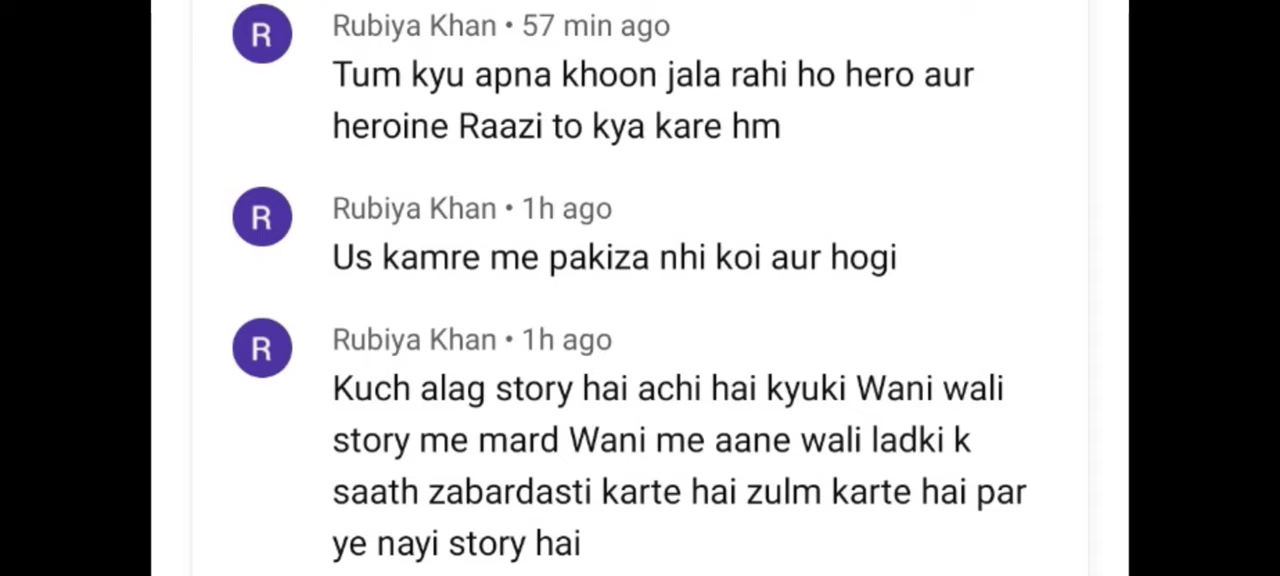 R
Rubiya Khan • 57 min ago
Tum kyu apna khoon jala rahi ho hero aur
heroine Raazi to kya kare hm
R
Rubiya Khan • 1h ago
Us kamre me pakiza nhi koi aur hogi
R
Rubiya Khan • 1h ago
Kuch alag story hai achi hai kyuki Wani wali
story me mard Wani me aane wali ladki k
saath zabardasti karte hai zulm karte hai par
ye nayi story hai